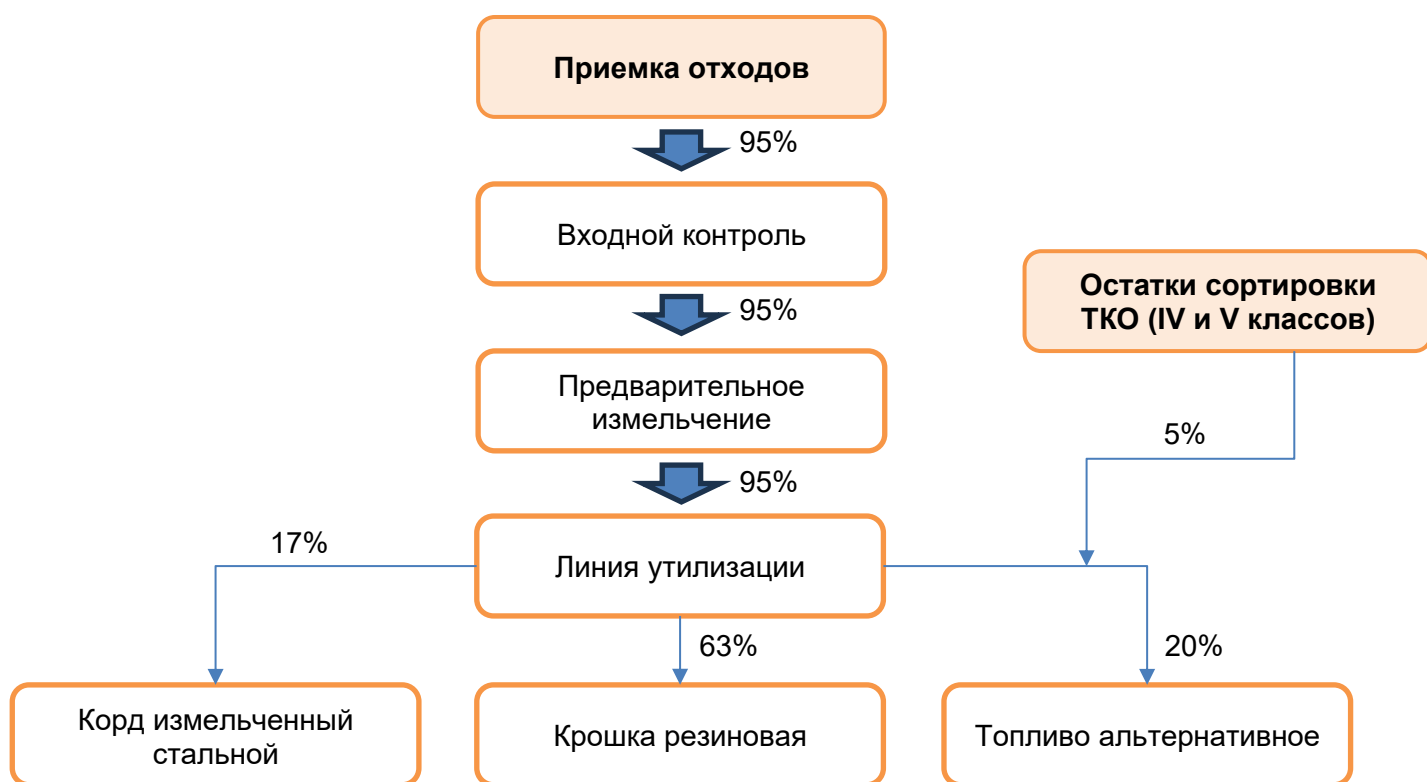 Приемка отходов
95%
Входной контроль
95%
Остатки сортировки
ТКО (IV и V классов)
Предварительное
измельчение
5%
95%
17%
Линия утилизации
63%
20%
Корд измельченный
стальной
Крошка резиновая
Топливо альтернативное